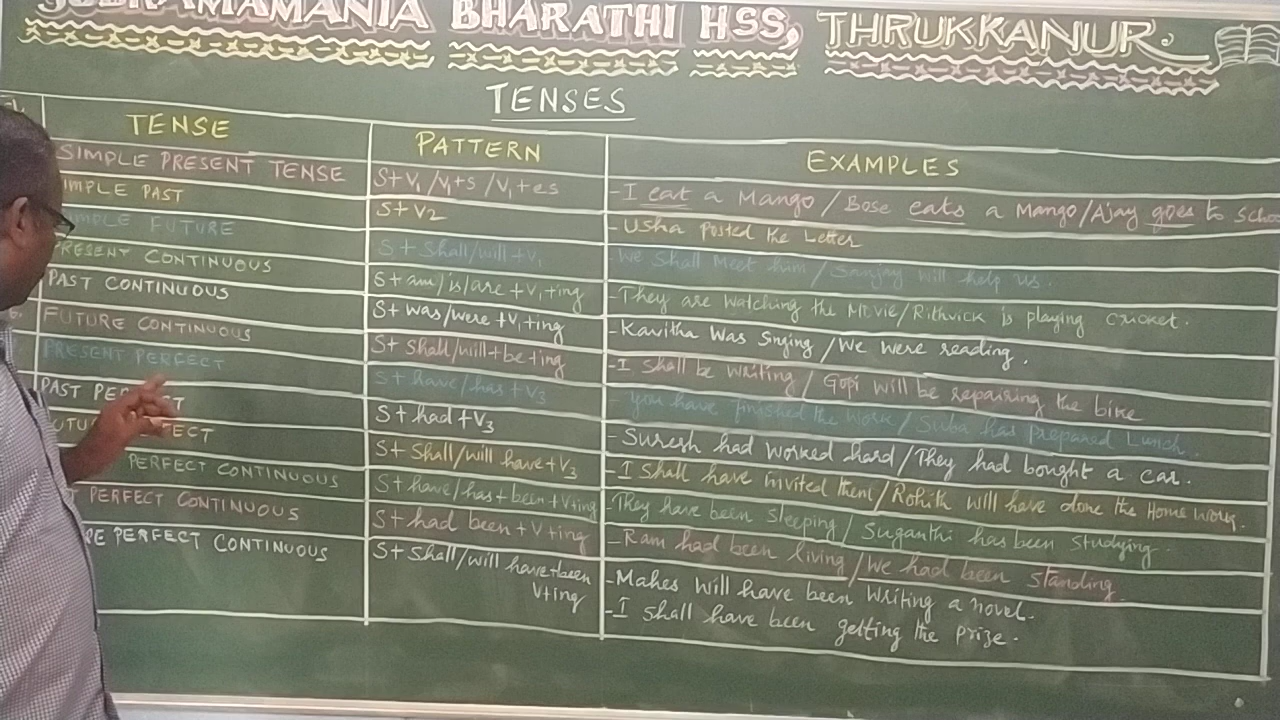 SUBRAMAMANIA BHARATHI HSS, THRUKKANUR.
TENSES
TENSE PATTERN EXAMPLES
SIMPLE PRESENT TENSE S+V1/V1+s/V1+es -I eat a Mango/Bose eats a Mango/Ajay goes to Scho
IMPLE PAST S+V2 -Usha Posted the Letter
IMPLE FUTURE S+Shall/will+V1 -We Shall Meet him/Sanjay will help us.
PRESENT CONTINUOUS S+am/is/are+V1+ing -They are watching the Movie/Rithvick is playing cricket.
PAST CONTINUOUS S+was/were+V1+ing -Kavitha Was Singing/We were reading.
6. FUTURE CONTINUOUS S+shall/will+be+ing -I shall be writing/Gopi will be repairing the bike
PRESENT PERFECT S+have/has+V3 -You have finished the work/Suba has prepared Lunch.
PAST PERFECT S+had+V3 -Suresh had worked hard/They had bought a car.
FECT S+Shall/will have+V3 -I Shall have invited them/Rohith will have done the Home work.
PERFECT CONTINUOUS S+have/has+been+V+ing -They have been Sleeping/Suganthi has been studying.
T PERFECT CONTINUOUS S+had been+V+ing -Ram had been living/We had been standing.
RE PERFECT CONTINUOUS S+Shall/will have+been -Mahes will have been writing a novel.
V+ing -I shall have been getting the prize.